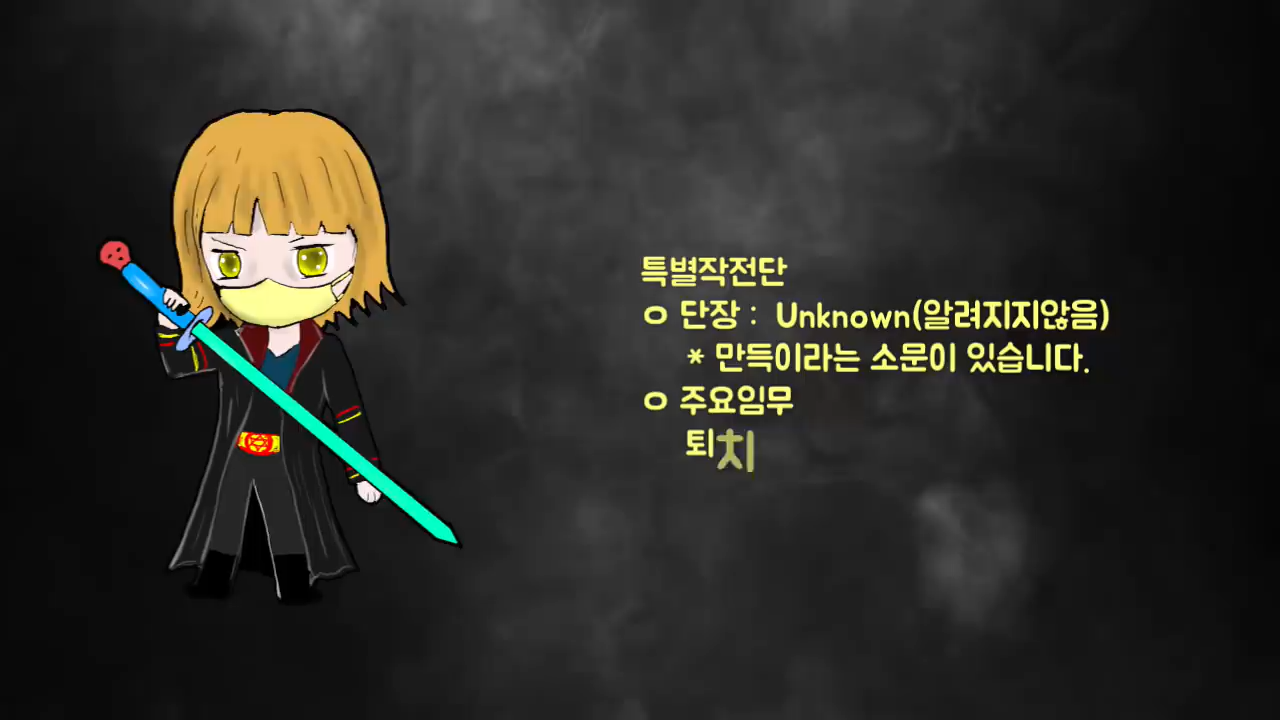 특별작전단
ㅇ 단장 : Unknown(알려지지않음)
* 만득이라는 소문이 있습니다.
ㅇ 주요임무
퇴치